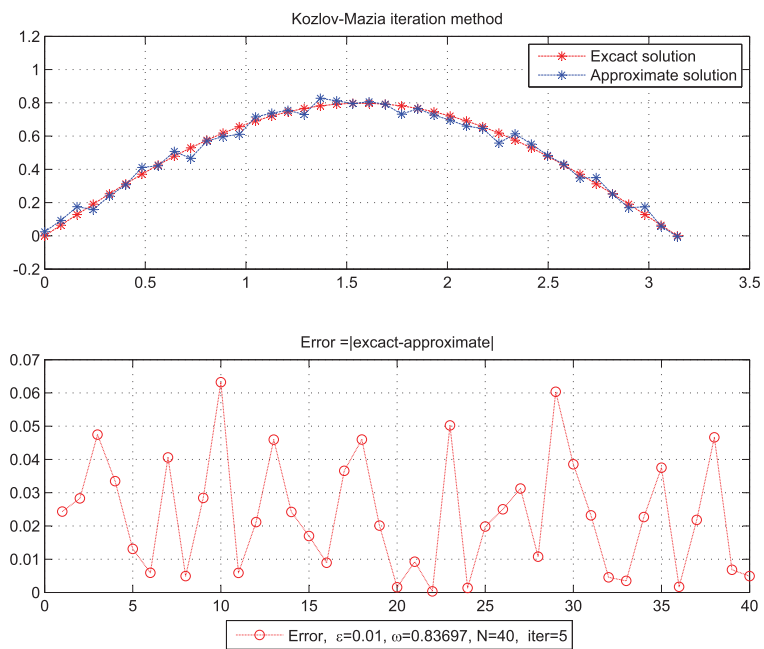 Kozlov-Mazia iteration method
1.2
1
0.8
0.6
0.4
0.2
0
-0.2
0 0.5 1 1.5 2 2.5 3 3.5
Excact solution
Approximate solution
Error =|excact-approximate|
0.07
0.06
0.05
0.04
0.03
0.02
0.01
0
0 5 10 15 20 25 30 35 40
Error, ε=0.01, ω=0.83697, N=40, iter=5